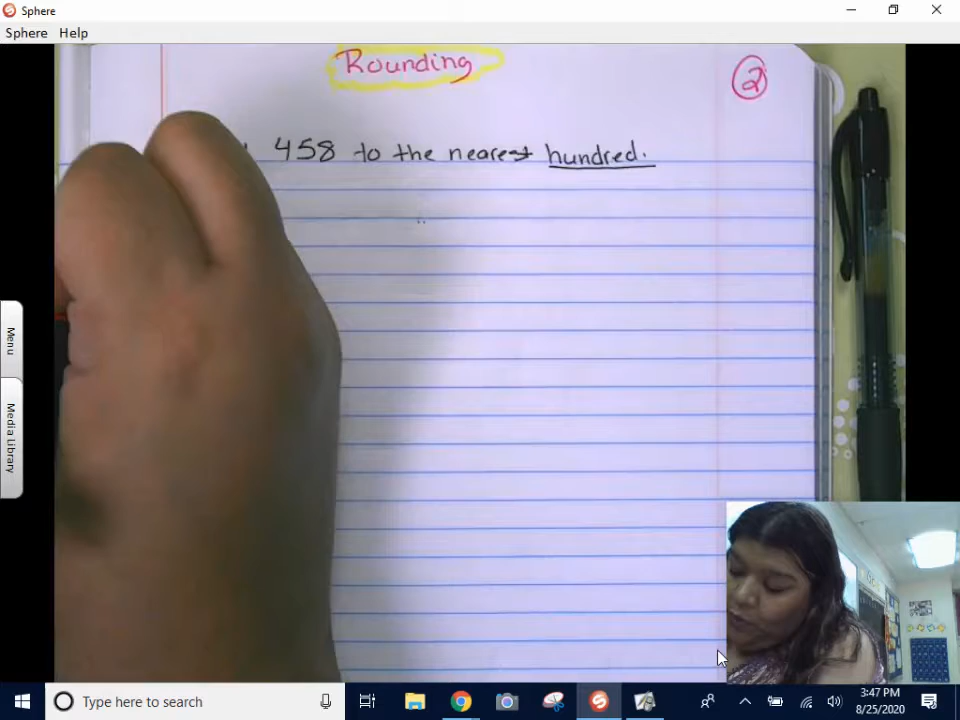 Sphere
Sphere Help
Rounding
2
458 to the nearest hundred.
Menu
Media Library
Type here to search
3:47 PM
8/25/2020